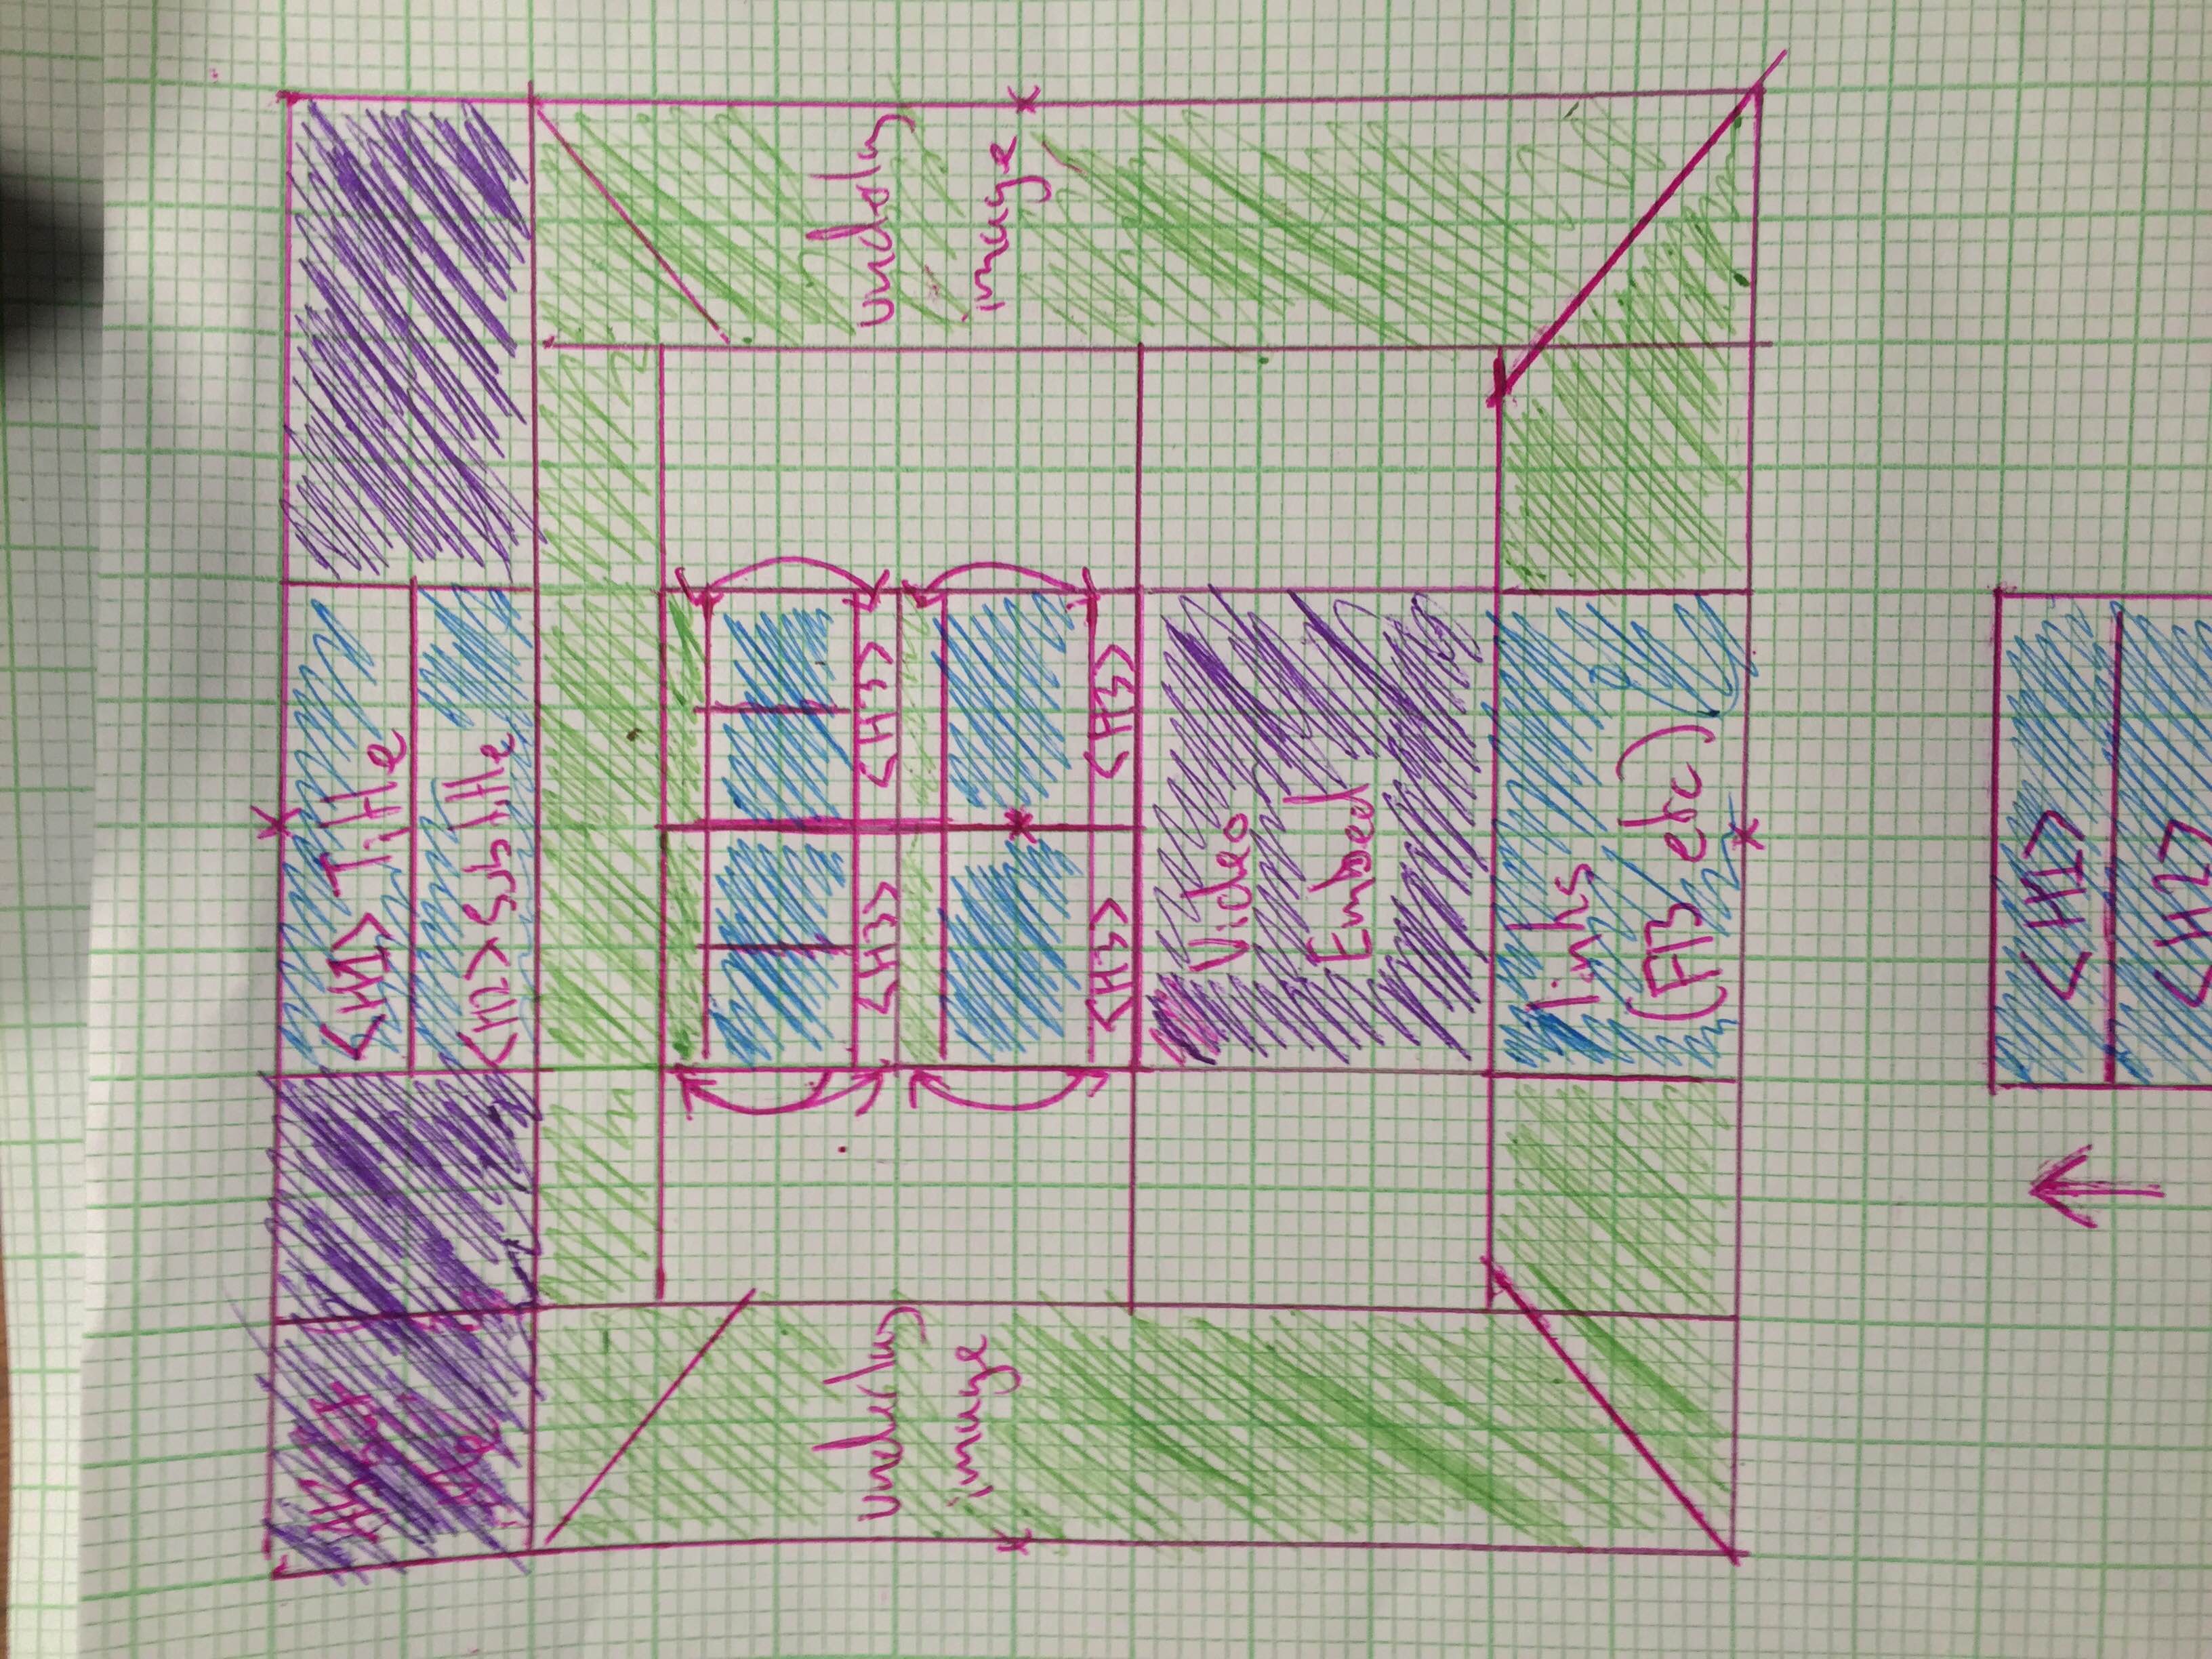 About
Me
<H1> Title
<H2> Subtitle
<H3> <H3>
underlay
image
underlay
image
<H3> <H3>
Video
Embed
links
(FB etc)
<H1>
<H2>